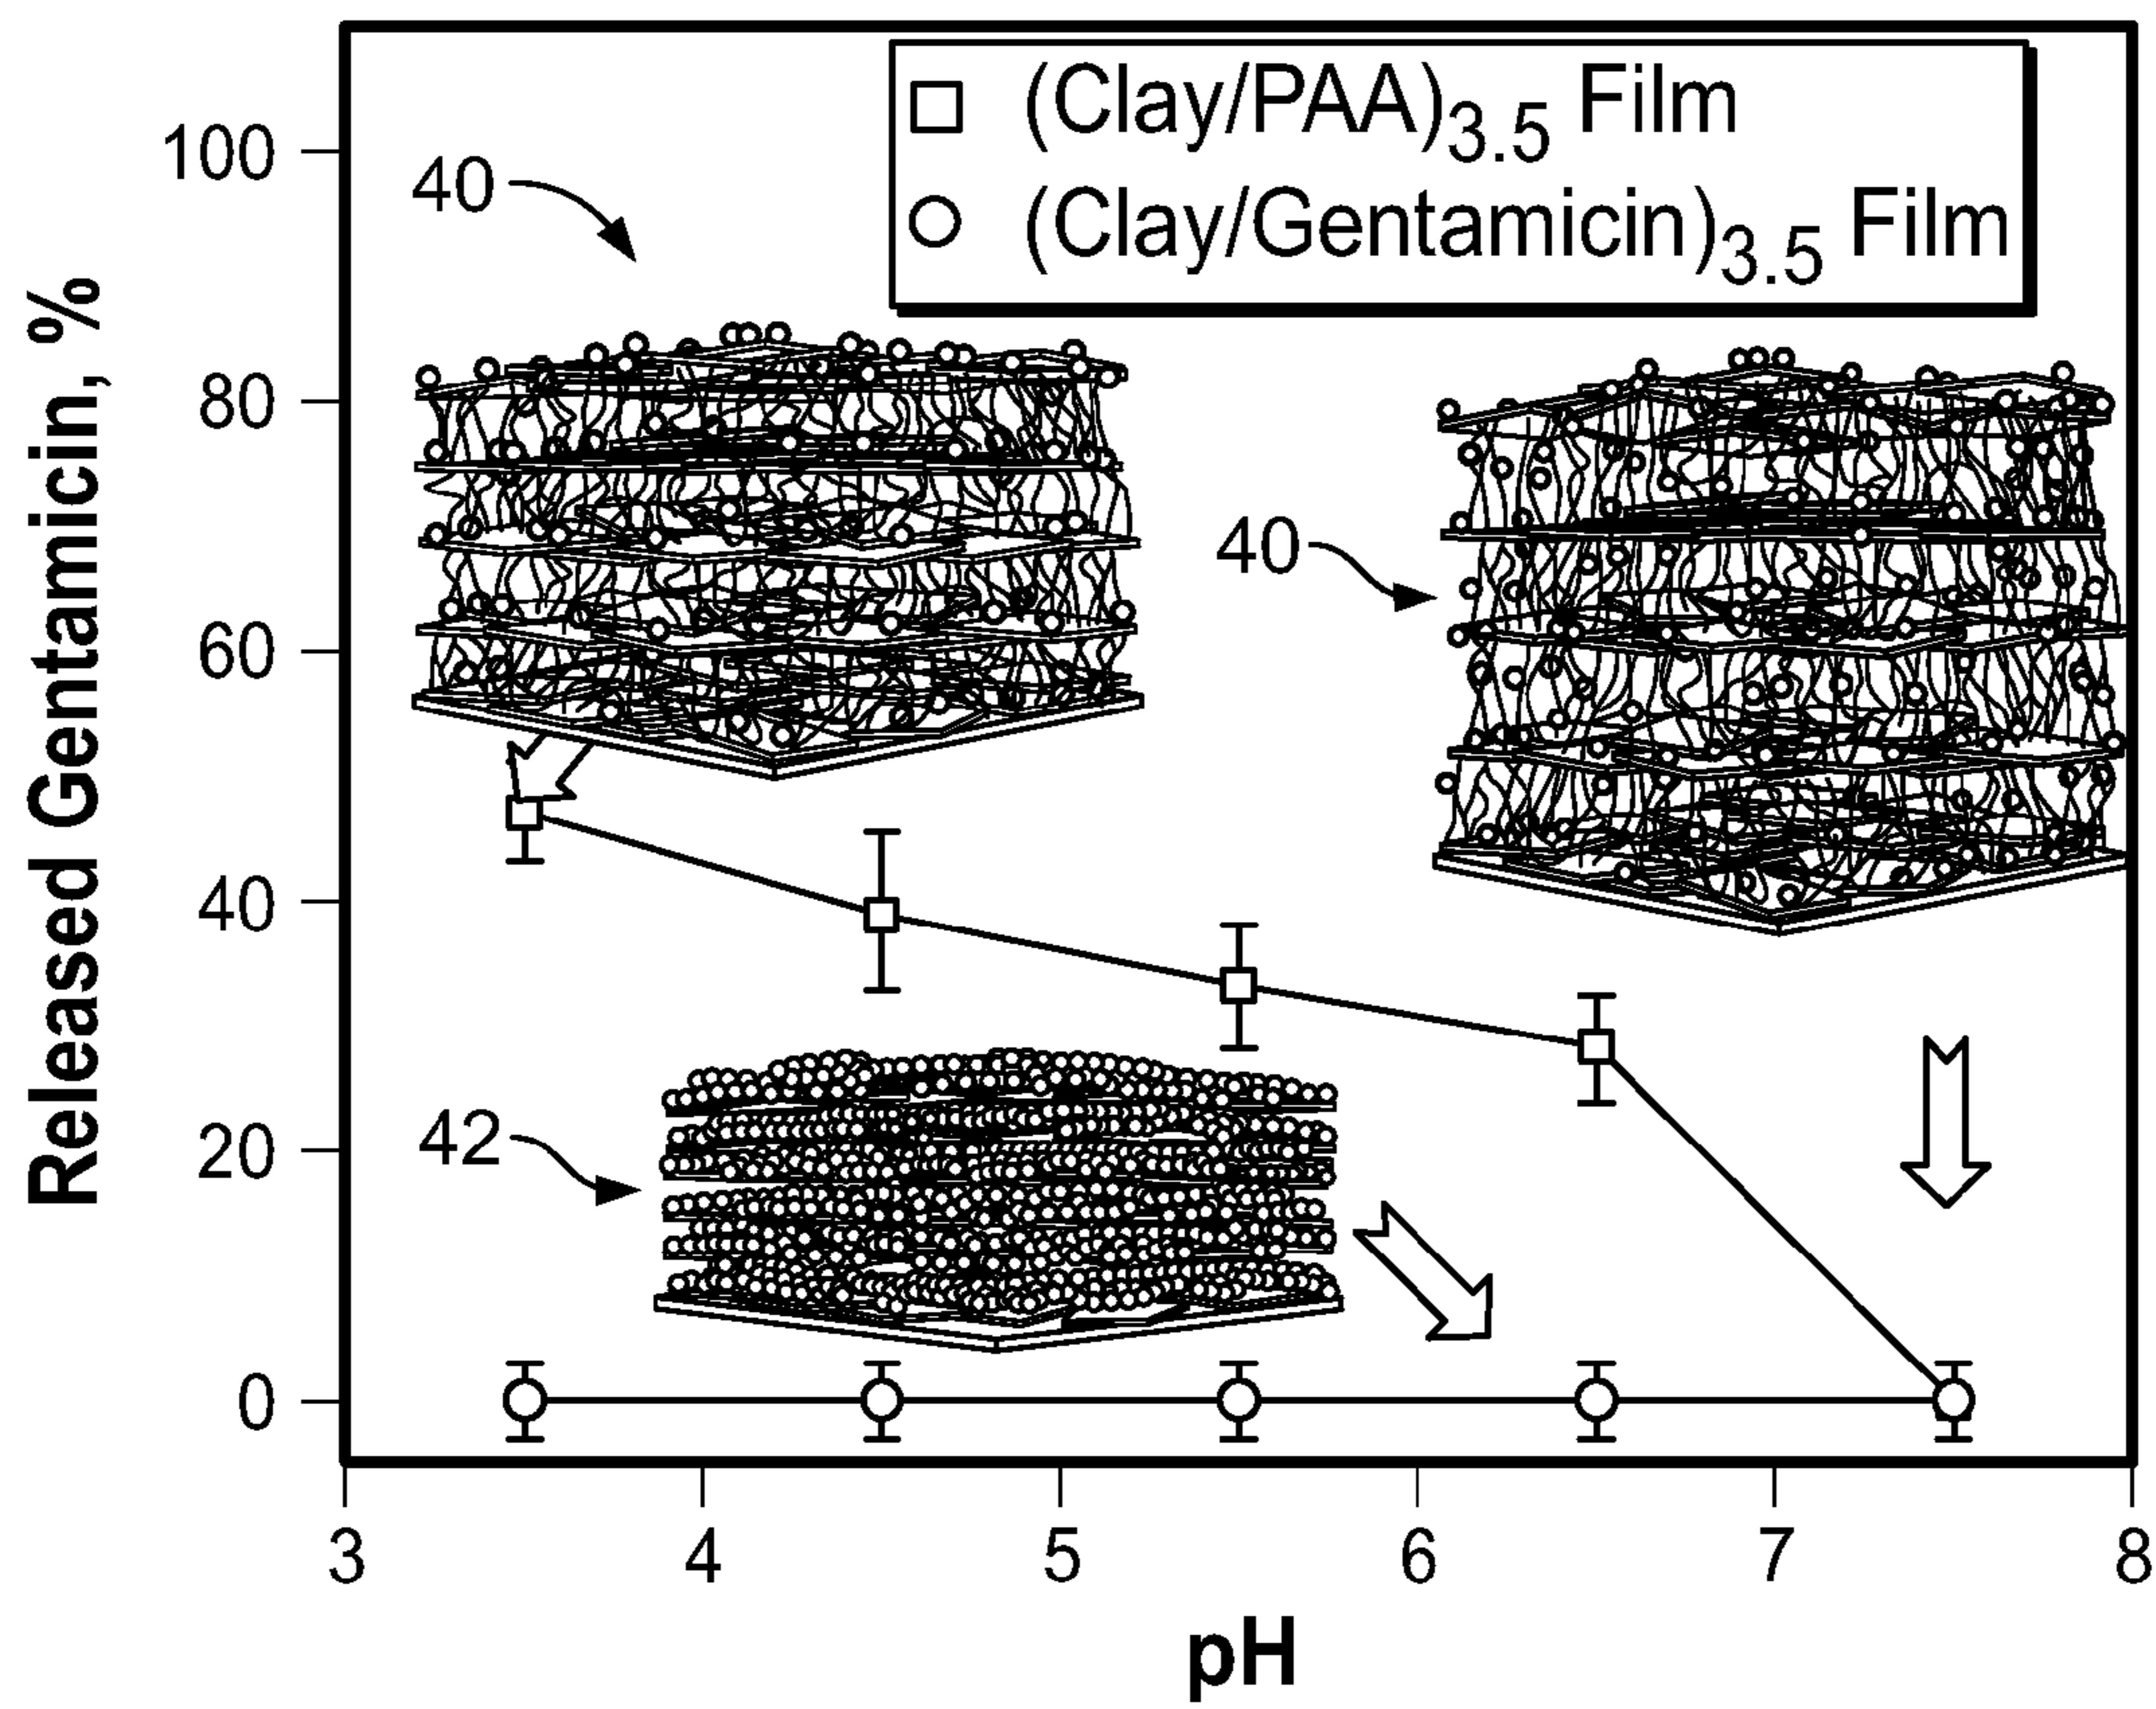 (Clay/PAA)3.5 Film
(Clay/Gentamicin)3.5 Film
Released Gentamicin, %
100
80
60
40
20
0
40
40
42
3 4 5 6 7 8
pH